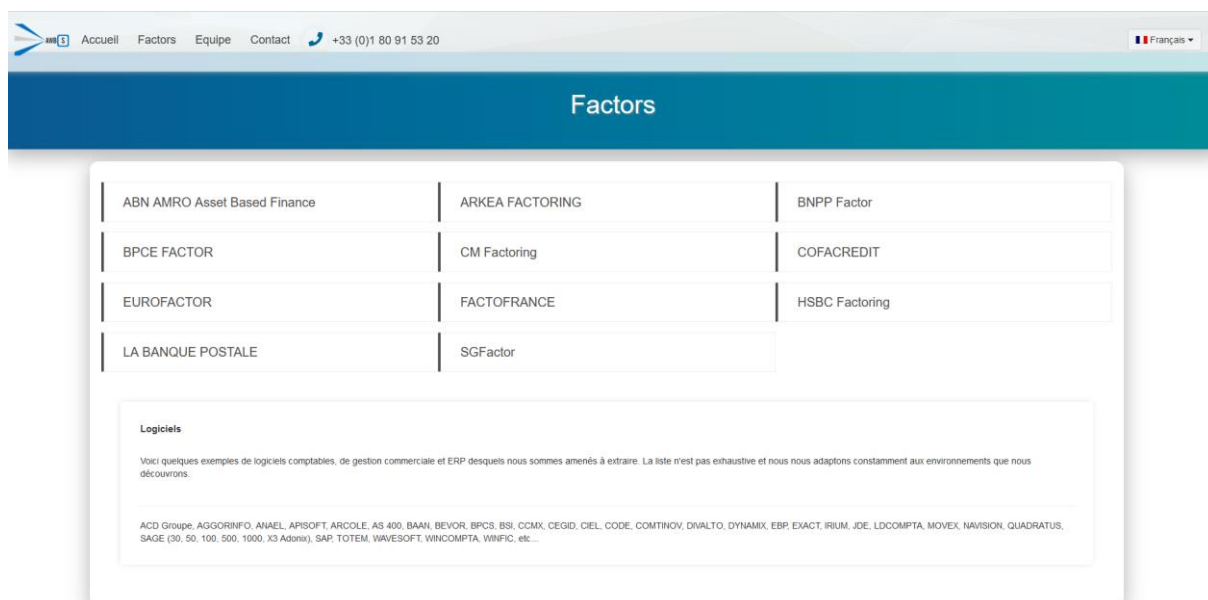 AWB S Accueil Factors Equipe Contact +33 (0)1 80 91 53 20 Français
Factors
ABN AMRO Asset Based Finance ARKEA FACTORING BNPP Factor
BPCE FACTOR CM Factoring COFACREDIT
EUROFACTOR FACTOFRANCE HSBC Factoring
LA BANQUE POSTALE SGFactor
Logiciels
Voici quelques exemples de logiciels comptables, de gestion commerciale et ERP desquels nous sommes amenés à extraire. La liste n'est pas exhaustive et nous nous adaptons constamment aux environnements que nous
découvrons.
ACD Groupe, AGGORINFO, ANAEL, APISOFT, ARCOLE, AS 400, BAAN, BEVOR, BPCS, BSI, CCMX, CEGID, CIEL, CODE, COMTINOV, DIVALTO, DYNAMIX, EBP, EXACT, IRIUM, JDE, LDCOMPTA, MOVEX, NAVISION, QUADRATUS,
SAGE (30, 50, 100, 500, 1000, X3 Adonix), SAP, TOTEM, WAVESOFT, WINCOMPTA, WINFIC, etc...